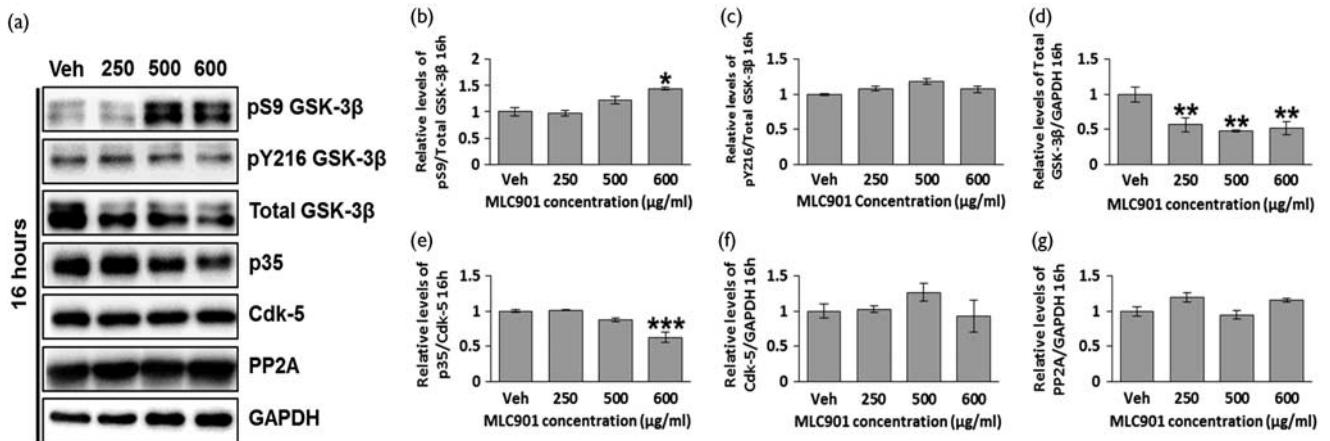 (a)
Veh 250 500 600
16 hours
pS9 GSK-3β
pY216 GSK-3β
Total GSK-3β
p35
Cdk-5
PP2A
GAPDH
(b)
Relative levels of
pS9/Total GSK-3β 16h
2
1.5
1
0.5
0
*
Veh 250 500 600
MLC901 concentration (µg/ml)
(c)
Relative levels of
pY216/Total GSK-3β 16h
1.5
1
0.5
0
Veh 250 500 600
MLC901 Concentration (µg/ml)
(d)
Relative levels of Total
GSK-3β/GAPDH 16h
1.5
1
0.5
0
** ** **
Veh 250 500 600
MLC901 concentration (µg/ml)
(e)
Relative levels of
p35/Cdk-5 16h
1.5
1
0.5
0
***
Veh 250 500 600
MLC901 concentration (µg/ml)
(f)
Relative levels of
Cdk-5/GAPDH 16h
1.5
1
0.5
0
Veh 250 500 600
MLC901 concentration (µg/ml)
(g)
Relative levels of
PP2A/GAPDH 16h
1.5
1
0.5
0
Veh 250 500 600
MLC901 concentration (µg/ml)